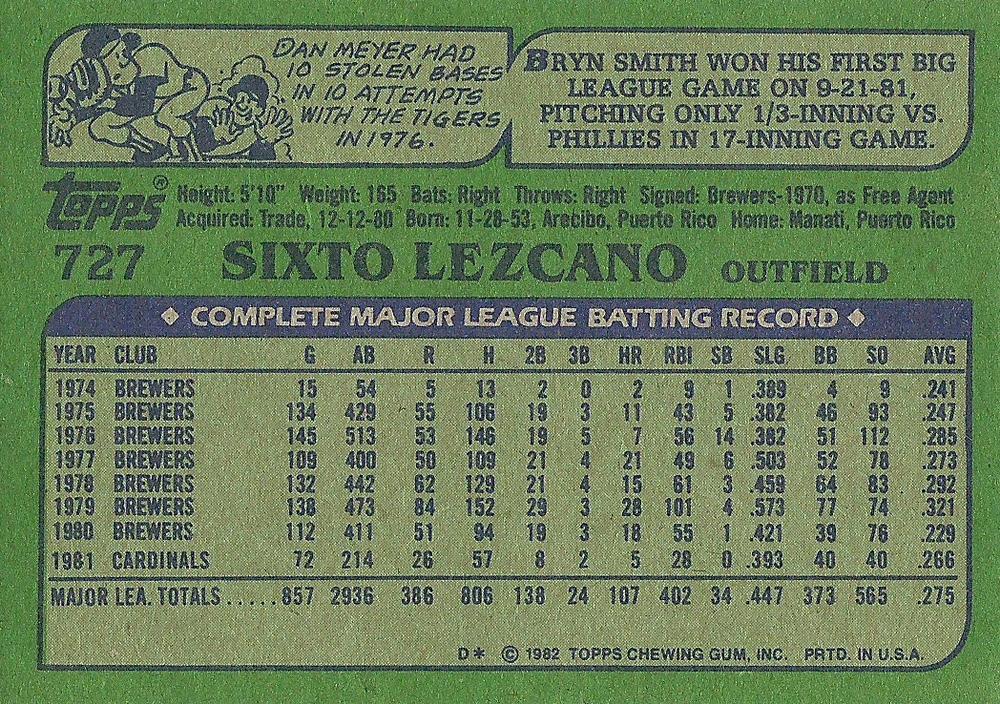 DAN MEYER HAD
10 STOLEN BASES
IN 10 ATTEMPTS
WITH THE TIGERS
IN 1976.
BRYN SMITH WON HIS FIRST BIG
LEAGUE GAME ON 9-21-81,
PITCHING ONLY 1/3-INNING VS.
PHILLIES IN 17-INNING GAME.
Topps®
Height: 5'10" Weight: 165 Bats: Right Throws: Right Signed: Brewers-1970, as Free Agent
Acquired: Trade, 12-12-80 Born: 11-28-53, Arecibo, Puerto Rico Home: Manati, Puerto Rico
727 SIXTO LEZCANO OUTFIELD
◆ COMPLETE MAJOR LEAGUE BATTING RECORD ◆
YEAR CLUB G AB R H 2B 3B HR RBI SB SLG BB SO AVG
1974 BREWERS 15 54 5 13 2 0 2 9 1 .389 4 9 .241
1975 BREWERS 134 429 55 106 19 3 11 43 5 .382 46 93 .247
1976 BREWERS 145 513 53 146 19 5 7 56 14 .382 51 112 .285
1977 BREWERS 109 400 50 109 21 4 21 49 6 .503 52 78 .273
1978 BREWERS 132 442 62 129 21 4 15 61 3 .459 64 83 .292
1979 BREWERS 138 473 84 152 29 3 28 101 4 .573 77 74 .321
1980 BREWERS 112 411 51 94 19 3 18 55 1 .421 39 76 .229
1981 CARDINALS 72 214 26 57 8 2 5 28 0 .393 40 40 .266
MAJOR LEA. TOTALS.....857 2936 386 806 138 24 107 402 34 .447 373 565 .275
D* © 1982 TOPPS CHEWING GUM, INC. PRTD. IN U.S.A.